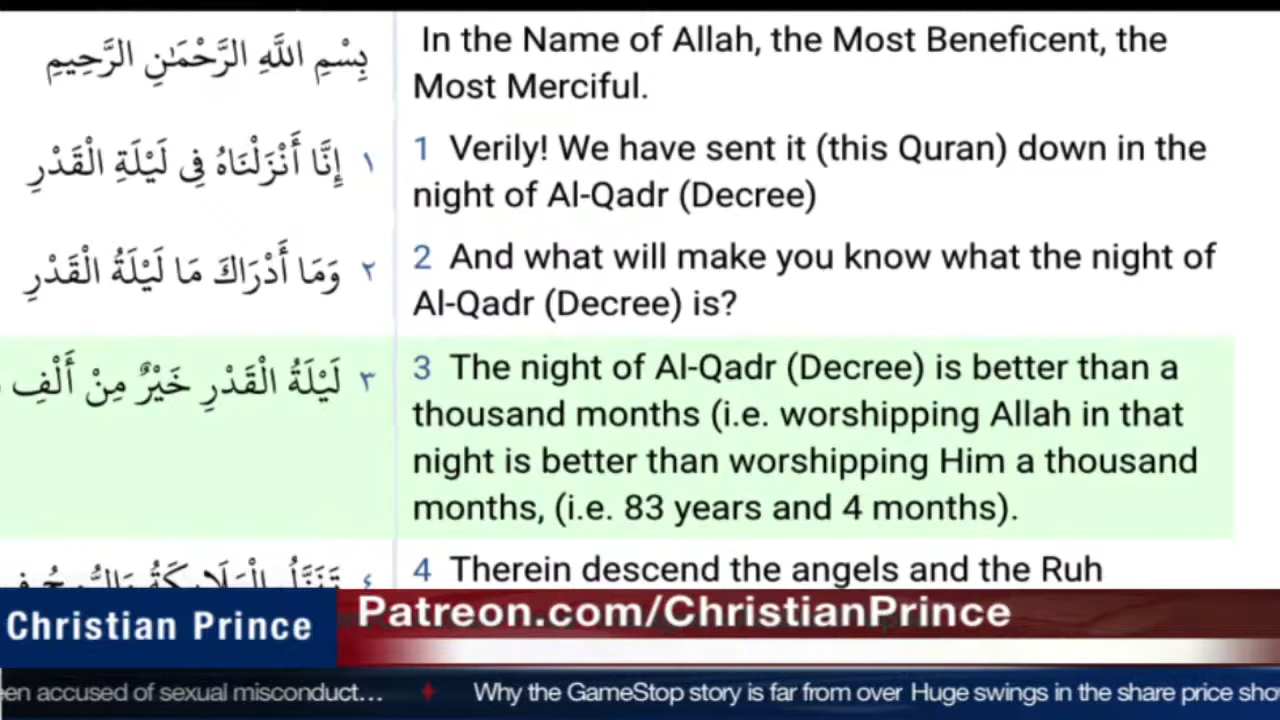 بِسْمِ اللَّهِ الرَّحْمَٰنِ الرَّحِيمِ
In the Name of Allah, the Most Beneficent, the
Most Merciful.
١ إِنَّا أَنْزَلْنَاهُ فِى لَيْلَةِ الْقَدْرِ
1 Verily! We have sent it (this Quran) down in the
night of Al-Qadr (Decree)
٢ وَمَا أَدْرَاكَ مَا لَيْلَةُ الْقَدْرِ
2 And what will make you know what the night of
Al-Qadr (Decree) is?
٣ لَيْلَةُ الْقَدْرِ خَيْرٌ مِنْ أَلْفِ
3 The night of Al-Qadr (Decree) is better than a
thousand months (i.e. worshipping Allah in that
night is better than worshipping Him a thousand
months, (i.e. 83 years and 4 months).
4 Therein descend the angels and the Ruh
Christian Prince
Patreon.com/ChristianPrince
accused of sexual misconduct... Why the GameStop story is far from over Huge swings in the share price